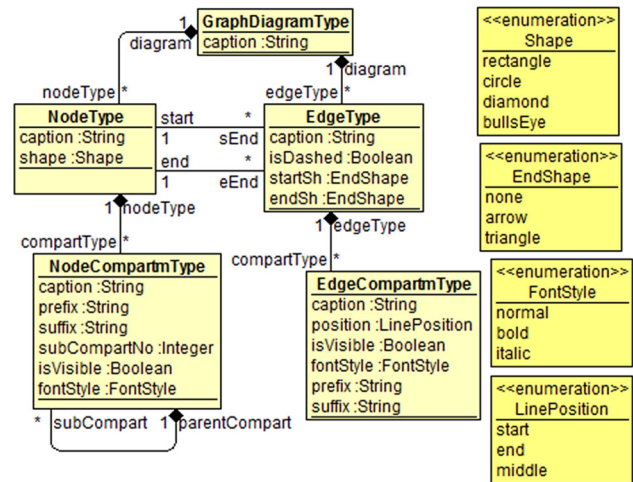 GraphDiagramType
caption :String
1
diagram
1
diagram
nodeType
*
edgeType
*
NodeType
caption :String
shape :Shape
start
*
1
sEnd
end
*
1
eEnd
EdgeType
caption :String
isDashed :Boolean
startSh :EndShape
endSh :EndShape
1
nodeType
compartType
*
1
edgeType
compartType
*
NodeCompartmType
caption :String
prefix :String
suffix :String
subCompartNo :Integer
isVisible :Boolean
fontStyle :FontStyle
*
subCompart
1
parentCompart
EdgeCompartmType
caption :String
position :LinePosition
isVisible :Boolean
fontStyle :FontStyle
prefix :String
suffix :String
<<enumeration>>
Shape
rectangle
circle
diamond
bullsEye
<<enumeration>>
EndShape
none
arrow
triangle
<<enumeration>>
FontStyle
normal
bold
italic
<<enumeration>>
LinePosition
start
end
middle